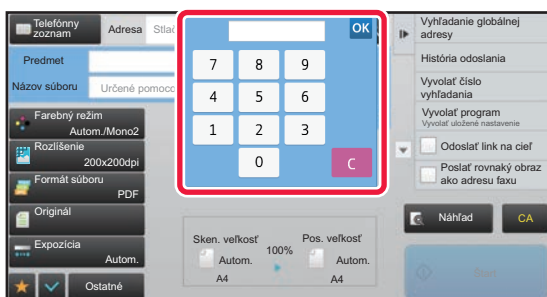 Telefónny
zoznam
Adresa
Stlač
OK
Predmet
Názov súboru
Určené pomoco
7 8 9
4 5 6
1 2 3
0 C
Farebný režim
Autom./Mono2
Rozlíšenie
200x200dpi
Formát súboru
PDF
Originál
Expozícia
Autom.
Ostatné
Sken. veľkosť
Autom.
A4
100%
Pos. veľkosť
Autom.
A4
Vyhľadanie globálnej
adresy
História odoslania
Vyvolať číslo
vyhľadania
Vyvolať program
Vyvolať uložené nastavenie
Odoslať link na cieľ
Poslať rovnaký obraz
ako adresu faxu
Náhľad
CA
Štart